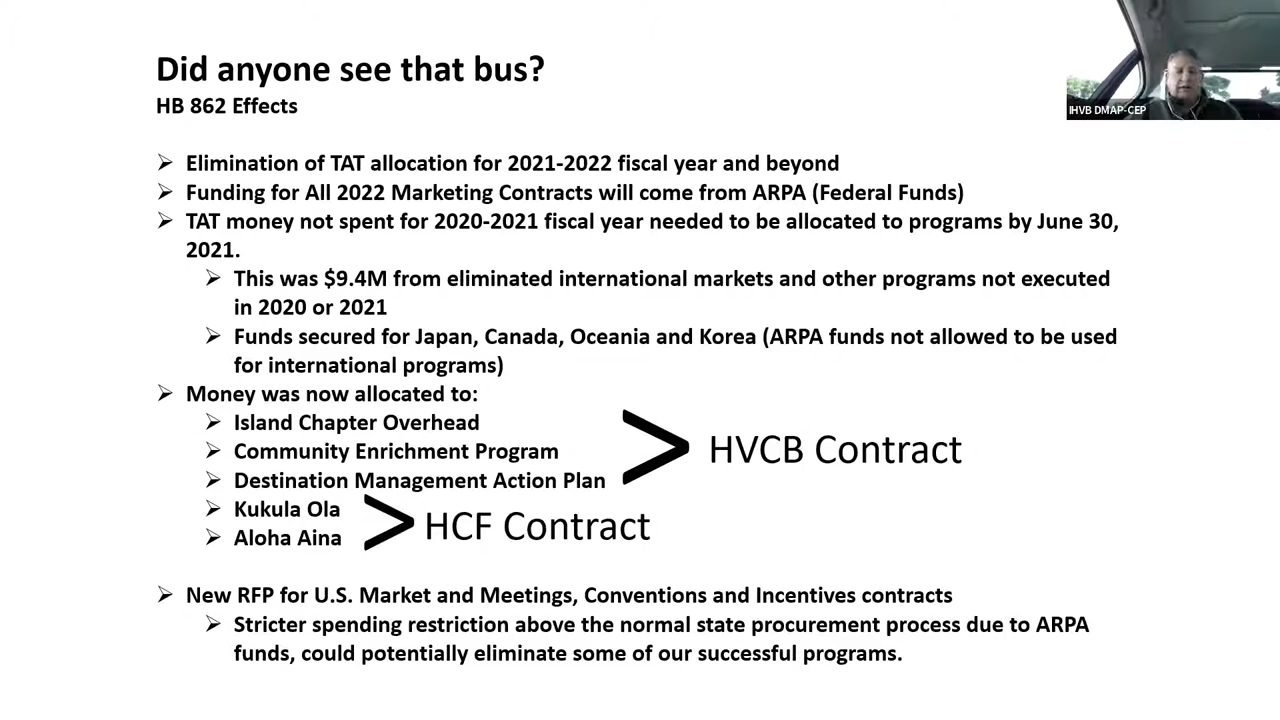 Did anyone see that bus?
HB 862 Effects
IHVB DMAP-CEP
➢ Elimination of TAT allocation for 2021-2022 fiscal year and beyond
➢ Funding for All 2022 Marketing Contracts will come from ARPA (Federal Funds)
➢ TAT money not spent for 2020-2021 fiscal year needed to be allocated to programs by June 30,
2021.
➢ This was $9.4M from eliminated international markets and other programs not executed
in 2020 or 2021
➢ Funds secured for Japan, Canada, Oceania and Korea (ARPA funds not allowed to be used
for international programs)
➢ Money was now allocated to:
➢ Island Chapter Overhead
➢ Community Enrichment Program
➢ Destination Management Action Plan
> HVCB Contract
➢ Kukula Ola
➢ Aloha Aina
> HCF Contract
➢ New RFP for U.S. Market and Meetings, Conventions and Incentives contracts
➢ Stricter spending restriction above the normal state procurement process due to ARPA
funds, could potentially eliminate some of our successful programs.